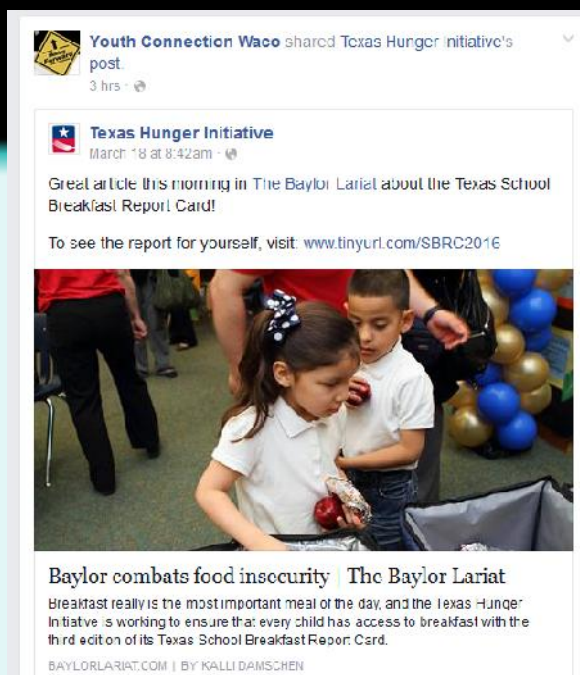 Youth Connection Waco shared Texas Hunger Initiative's
post.
3 hrs ·
Texas Hunger Initiative
March 18 at 8:42am ·
Great article this morning in The Baylor Lariat about the Texas School
Breakfast Report Card!
To see the report for yourself, visit: www.tinyurl.com/SBRC2016
Baylor combats food insecurity | The Baylor Lariat
Breakfast really is the most important meal of the day, and the Texas Hunger
Initiative is working to ensure that every child has access to breakfast with the
third edition of its Texas School Breakfast Report Card.
BAYLORLARIAT.COM | BY KALLI DAMSCHEN